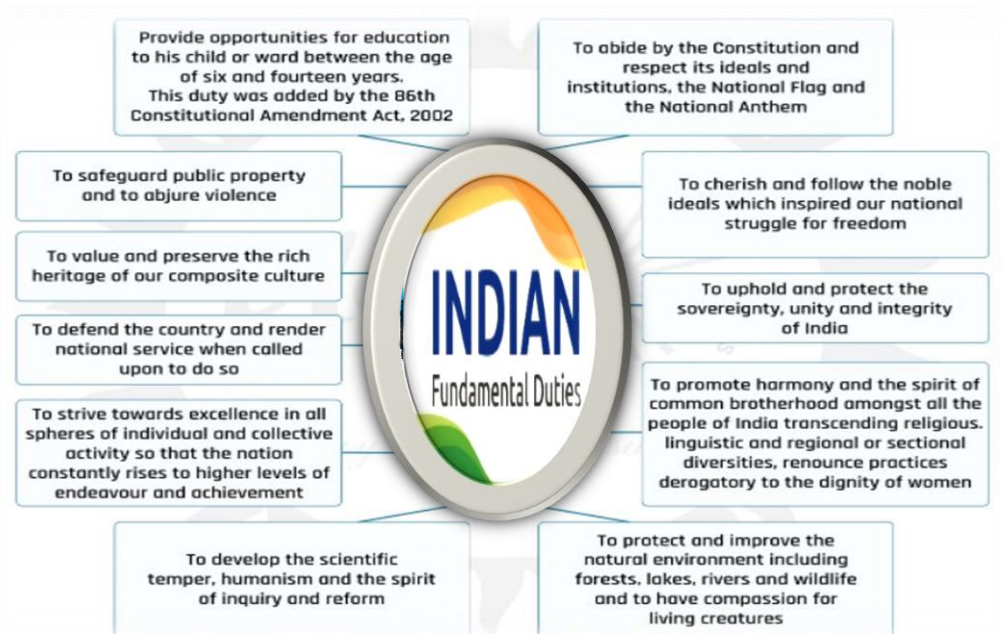 Provide opportunities for education
to his child or ward between the age
of six and fourteen years.
This duty was added by the 86th
Constitutional Amendment Act, 2002
To abide by the Constitution and
respect its ideals and
institutions, the National Flag and
the National Anthem
To safeguard public property
and to abjure violence
To cherish and follow the noble
ideals which inspired our national
struggle for freedom
To value and preserve the rich
heritage of our composite culture
To uphold and protect the
sovereignty, unity and integrity
of India
To defend the country and render
national service when called
upon to do so
INDIAN
Fundamental Duties
To promote harmony and the spirit of
common brotherhood amongst all the
people of India transcending religious.
linguistic and regional or sectional
diversities, renounce practices
derogatory to the dignity of women
To strive towards excellence in all
spheres of individual and collective
activity so that the nation
constantly rises to higher levels of
endeavour and achievement
To develop the scientific
temper, humanism and the spirit
of inquiry and reform
To protect and improve the
natural environment including
forests, lakes, rivers and wildlife
and to have compassion for
living creatures